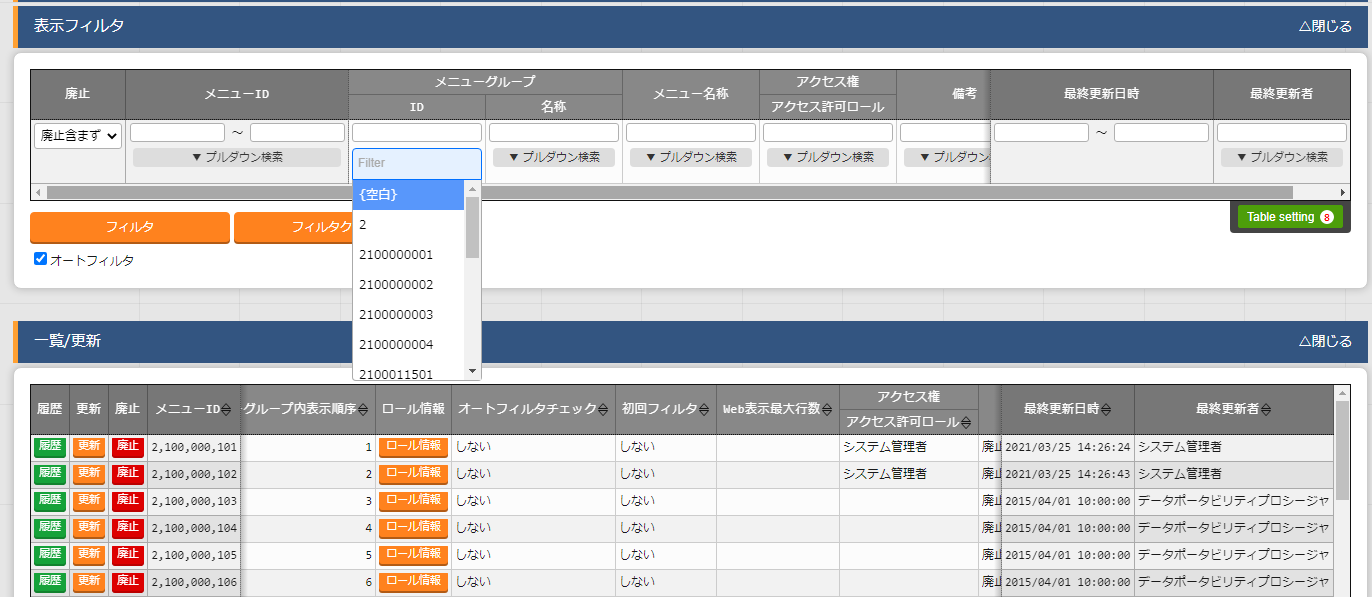 表示フィルタ △閉じる
メニューグループ アクセス権
廃止 メニューID メニュー名称 備考 最終更新日時 最終更新者
ID 名称 アクセス許可ロール
廃止含まず ～ ～
▼ プルダウン検索 Filter ▼ プルダウン検索 ▼ プルダウン検索 ▼ プルダウン検索 ▼ プルダウン ▼ プルダウン検索
{空白}
2
2100000001
2100000002
2100000003
2100000004
2100011501
フィルタ フィルタク Table setting 8
オートフィルタ
一覧/更新 △閉じる
アクセス権
履歴 更新 廃止 メニューID グループ内表示順序 ロール情報 オートフィルタチェック 初回フィルタ Web表示最大行数 最終更新日時 最終更新者
アクセス許可ロール
履歴 更新 廃止 2,100,000,101 1 ロール情報 しない しない システム管理者 廃止 2021/03/25 14:26:24 システム管理者
履歴 更新 廃止 2,100,000,102 2 ロール情報 しない しない システム管理者 廃止 2021/03/25 14:26:43 システム管理者
履歴 更新 廃止 2,100,000,103 3 ロール情報 しない しない 廃止 2015/04/01 10:00:00 データポータビリティプロシージャ
履歴 更新 廃止 2,100,000,104 4 ロール情報 しない しない 廃止 2015/04/01 10:00:00 データポータビリティプロシージャ
履歴 更新 廃止 2,100,000,105 5 ロール情報 しない しない 廃止 2015/04/01 10:00:00 データポータビリティプロシージャ
履歴 更新 廃止 2,100,000,106 6 ロール情報 しない しない 廃止 2015/04/01 10:00:00 データポータビリティプロシージャ